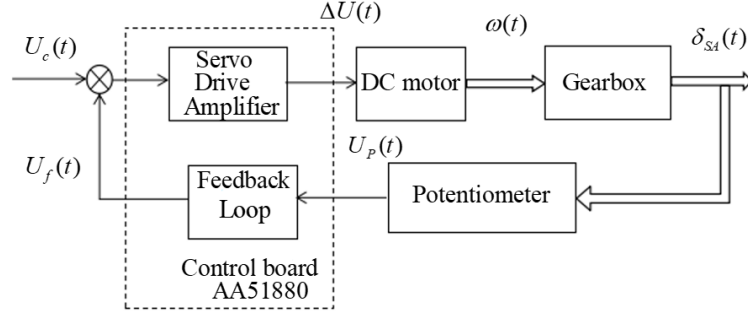 ΔU(t)
ω(t)
δ_SA(t)
U_c(t)
Servo
Drive
Amplifier
DC motor
Gearbox
U_f(t)
U_P(t)
Feedback
Loop
Potentiometer
Control board
AA51880